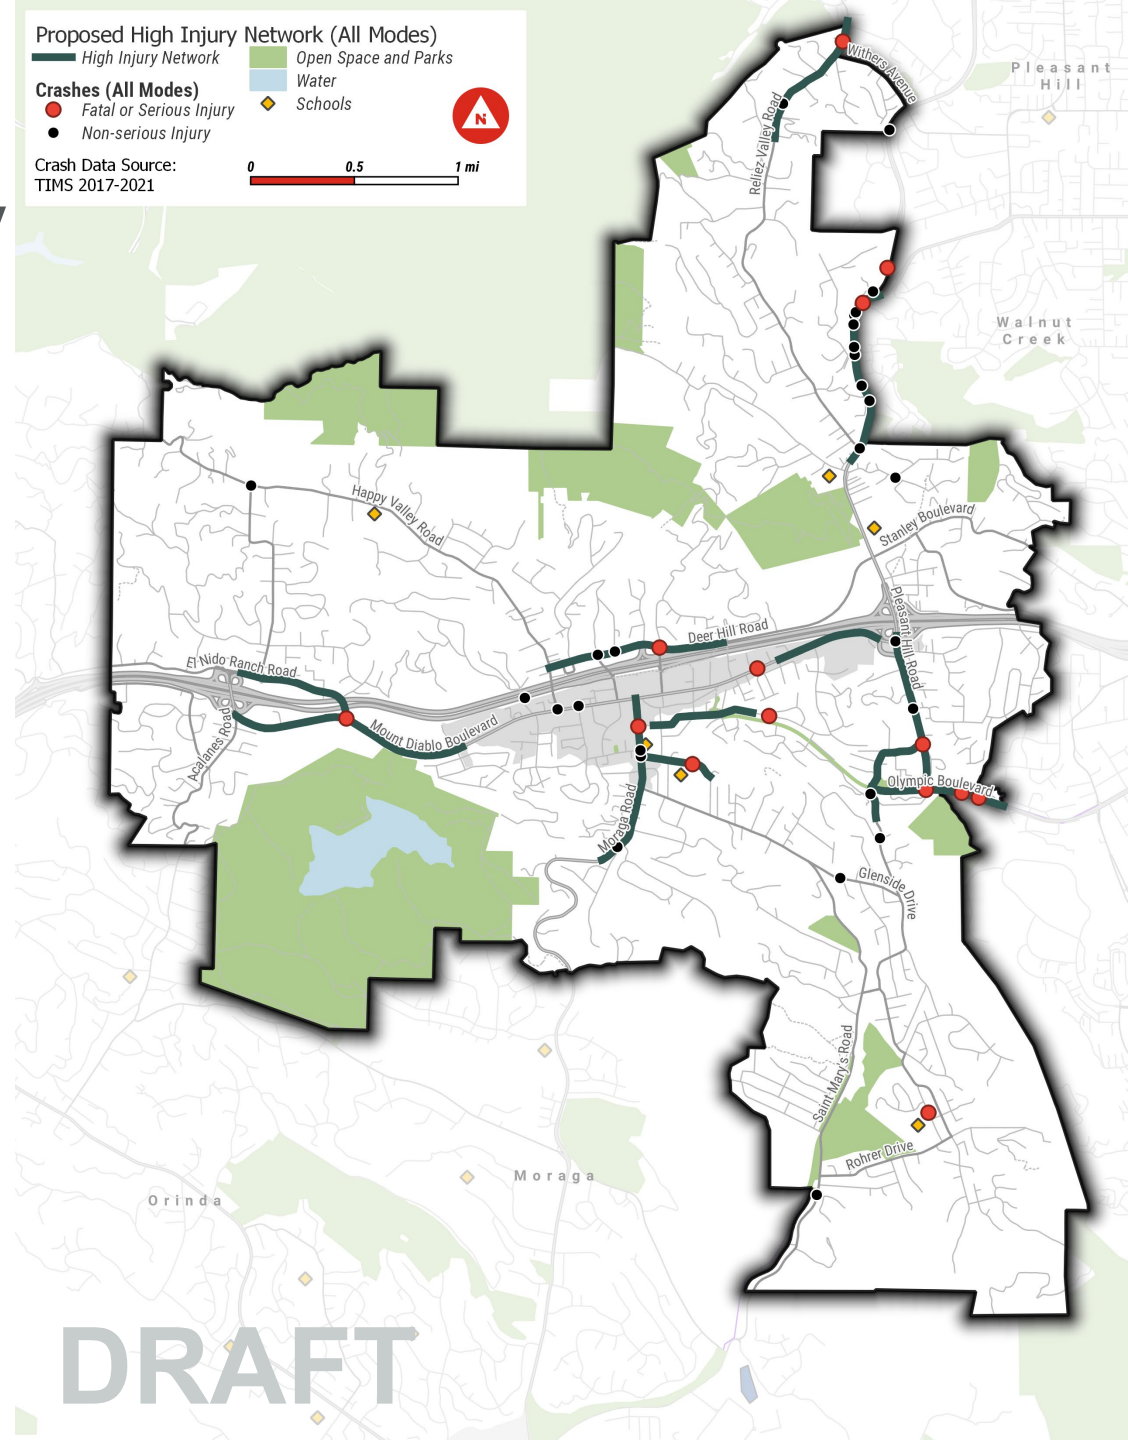 Proposed High Injury Network (All Modes)
High Injury Network
Open Space and Parks
Water
Crashes (All Modes)
Schools
Fatal or Serious Injury
Non-serious Injury
N
Crash Data Source:
TIMS 2017-2021
0 0.5 1 mi
Withers Avenue
Pleasant
Hill
Reliez Valley Road
Walnut
Creek
Happy Valley Road
Stanley Boulevard
Pleasant Hill Road
Deer Hill Road
El Nido Ranch Road
Acalanes Road
Mount Diablo Boulevard
Olympic Boulevard
Moraga Road
Glenside Drive
Saint Mary's Road
Rohrer Drive
Moraga
Orinda
DRAFT